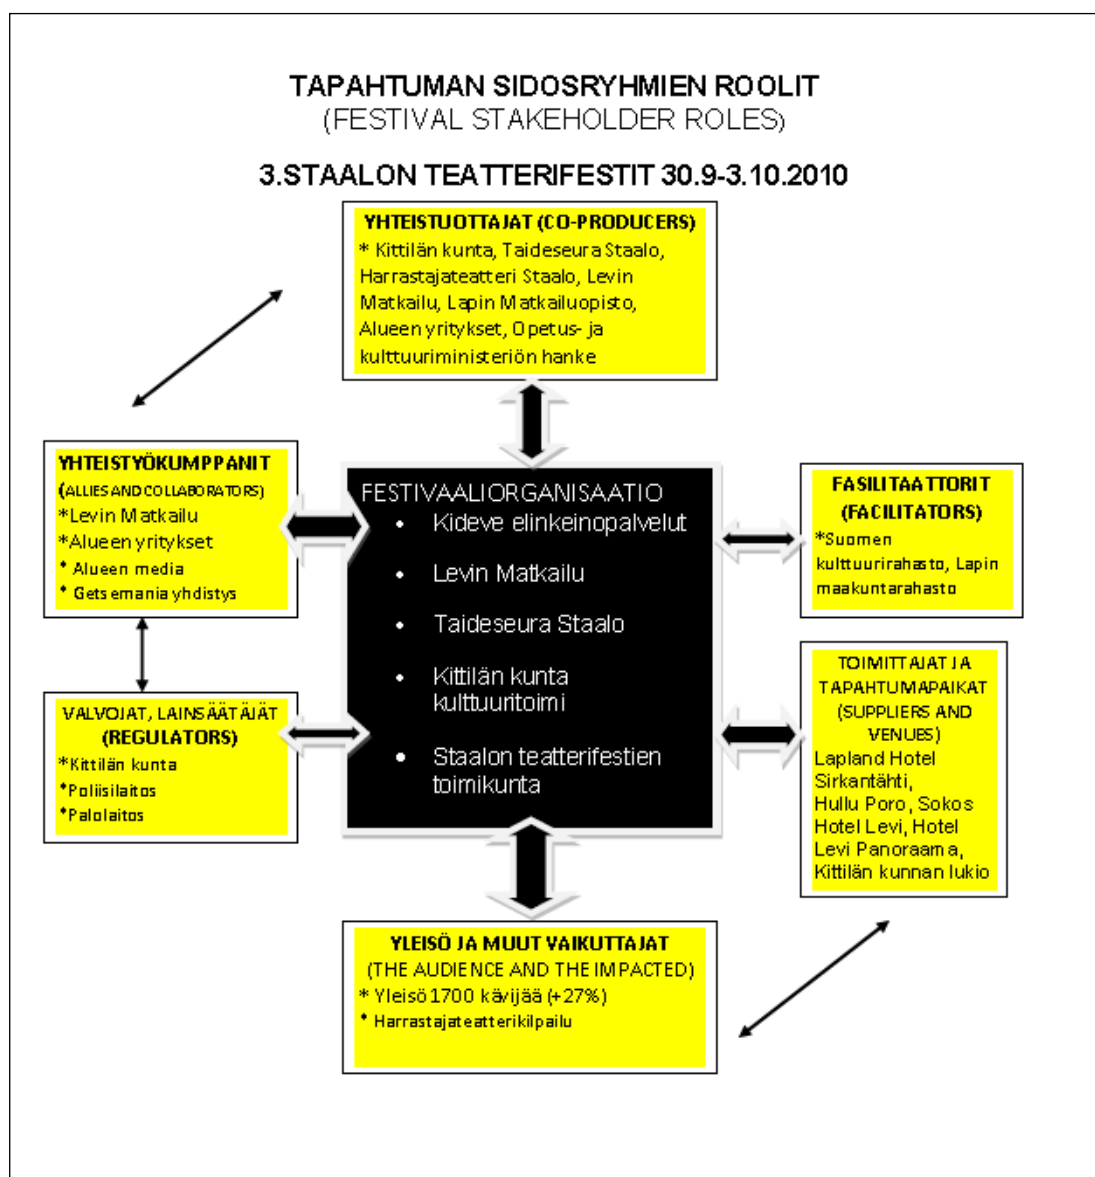 TAPAHTUMAN SIDOSRYHMIEN ROOLIT
(FESTIVAL STAKEHOLDER ROLES)
3.STAALON TEATTERIFESTIT 30.9-3.10.2010
YHTEISTUOTTAJAT (CO-PRODUCERS)
* Kittilän kunta, Taideseura Staalo,
Harrastajateatteri Staalo, Levin
Matkailu, Lapin Matkailuopisto,
Alueen yritykset, Opetus- ja
kulttuuriministeriön hanke
YHTEISTYÖKUMPPANIT
(ALLIES AND COLLABORATORS)
*Levin Matkailu
*Alueen yritykset
* Alueen media
* Getsemania yhdistys
FESTIVAALIORGANISAATIO
• Kideve elinkeinopalvelut
• Levin Matkailu
• Taideseura Staalo
• Kittilän kunta
kulttuuritoimi
• Staalon teatterifestien
toimikunta
FASILITAATTORIT
(FACILITATORS)
*Suomen
kulttuurirahasto, Lapin
maakuntarahasto
VALVOJAT, LAINSÄÄTÄJÄT
(REGULATORS)
*Kittilän kunta
*Poliisilaitos
*Palolaitos
TOIMITTAJAT JA
TAPAHTUMAPAIKAT
(SUPPLIERS AND
VENUES)
Lapland Hotel
Sirkantähti,
Hullu Poro, Sokos
Hotel Levi, Hotel
Levi Panoraama,
Kittilän kunnan lukio
YLEISÖ JA MUUT VAIKUTTAJAT
(THE AUDIENCE AND THE IMPACTED)
* Yleisö 1700 kävijää (+27%)
* Harrastajateatterikilpailu